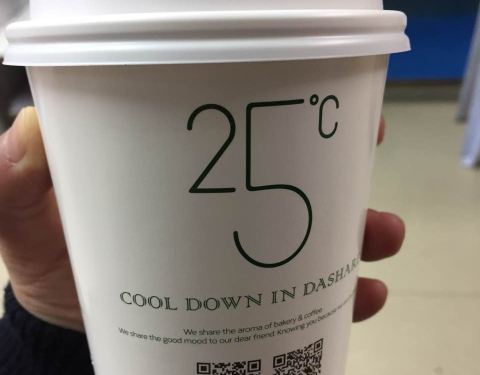 25°C
COOL DOWN IN
We share the aroma of bakery & coffee.
We share the good mood to our dear friend. Knowing you because